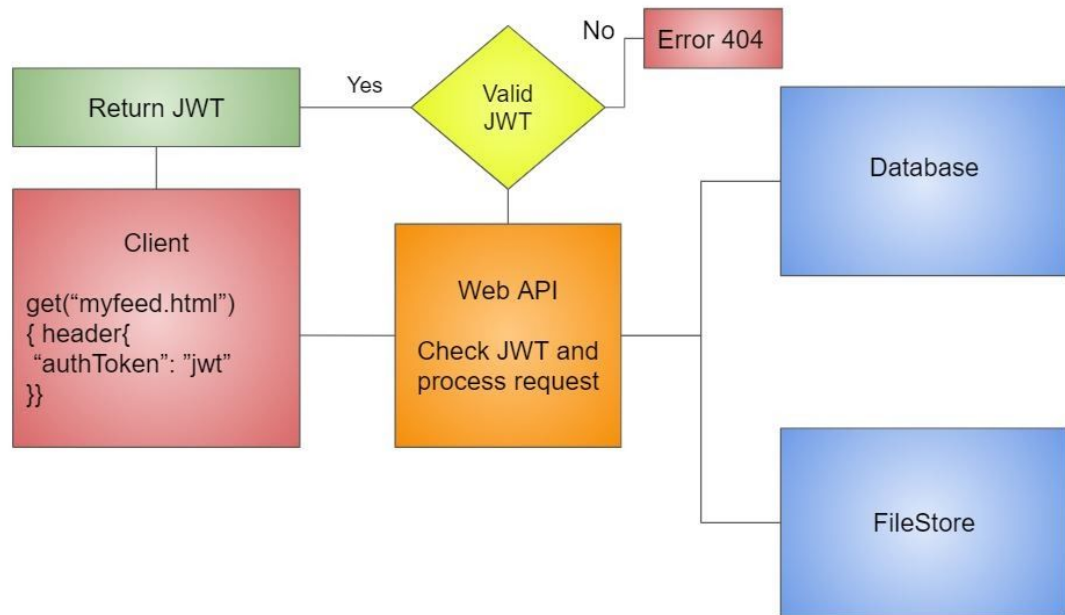 No
Error 404
Return JWT
Yes
Valid
JWT
Database
Client
get(“myfeed.html”)
{ header{
“authToken”: ”jwt”
}}
Web API
Check JWT and
process request
FileStore